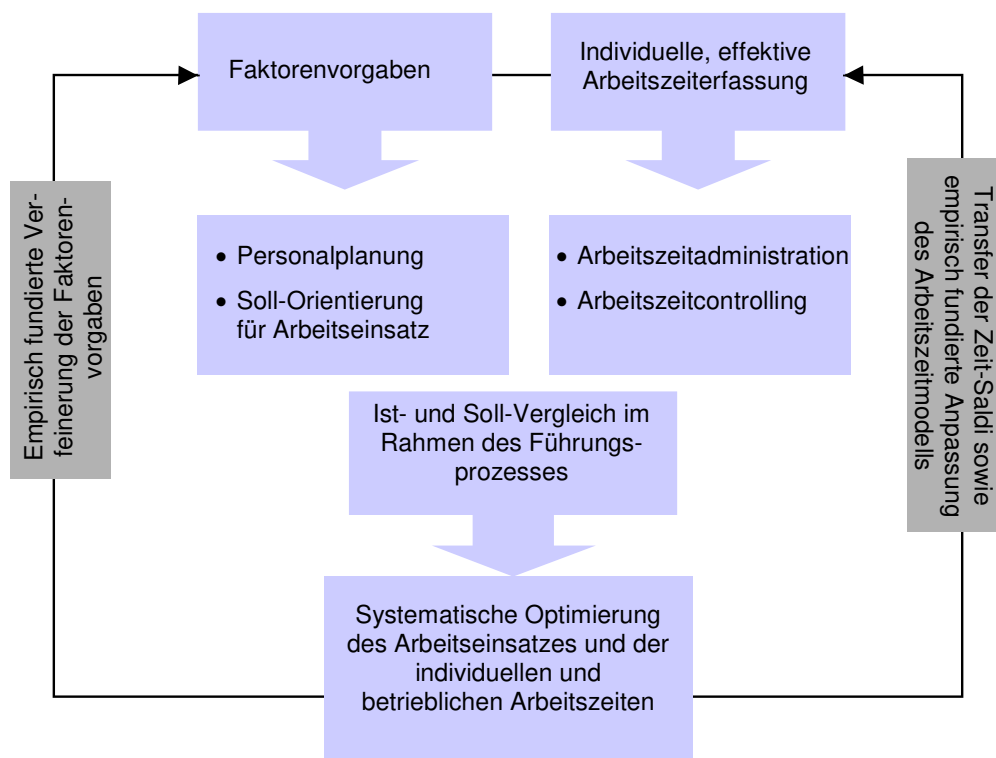 Faktorenvorgaben
Individuelle, effektive
Arbeitszeiterfassung
Empirisch fundierte Ver-
feinerung der Faktoren-
vorgaben
• Personalplanung
• Soll-Orientierung
für Arbeitseinsatz
• Arbeitszeitadministration
• Arbeitszeitcontrolling
Transfer der Zeit-Saldi sowie
empirisch fundierte Anpassung
des Arbeitszeitmodells
Ist- und Soll-Vergleich im
Rahmen des Führungs-
prozesses
Systematische Optimierung
des Arbeitseinsatzes und der
individuellen und
betrieblichen Arbeitszeiten